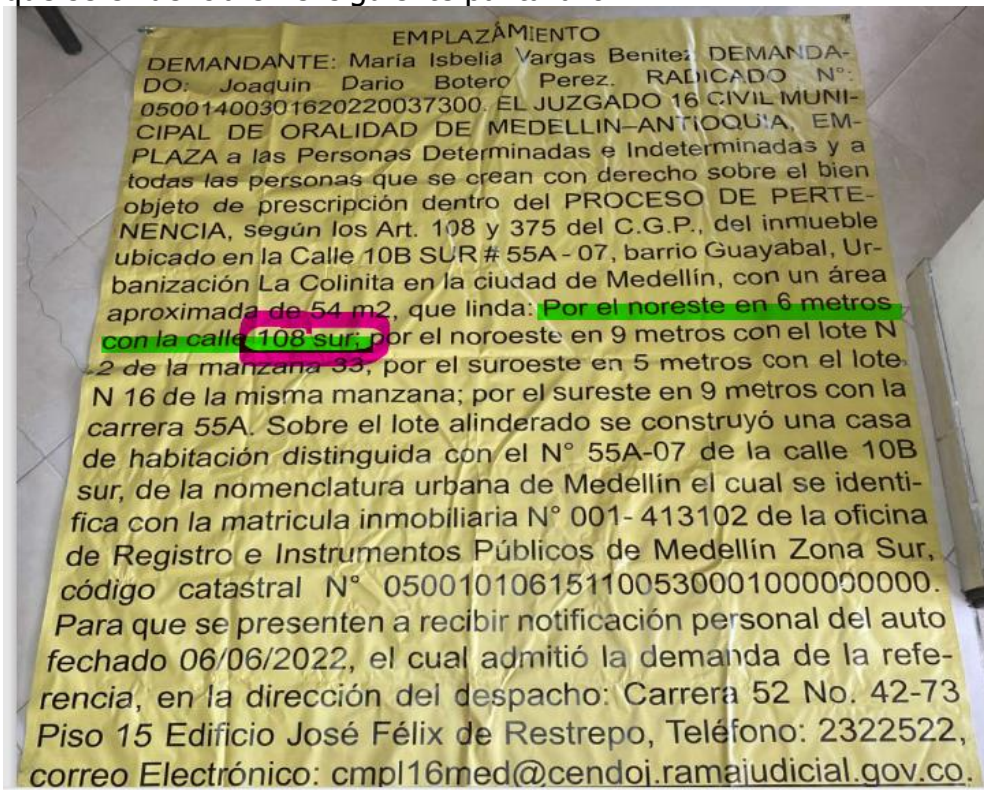 EMPLAZAMIENTO
DEMANDANTE: María Isbelia Vargas Benitez DEMANDA-
DO: Joaquin Dario Botero Perez. RADICADO N°:
05001400301620220037300. EL JUZGADO 16 CIVIL MUNI-
CIPAL DE ORALIDAD DE MEDELLIN–ANTIOQUIA, EM-
PLAZA a las Personas Determinadas e Indeterminadas y a
todas las personas que se crean con derecho sobre el bien
objeto de prescripción dentro del PROCESO DE PERTE-
NENCIA, según los Art. 108 y 375 del C.G.P., del inmueble
ubicado en la Calle 10B SUR # 55A - 07, barrio Guayabal, Ur-
banización La Colinita en la ciudad de Medellín, con un área
aproximada de 54 m2, que linda: Por el noreste en 6 metros
con la calle 108 sur; por el noroeste en 9 metros con el lote N
2 de la manzana 33, por el suroeste en 5 metros con el lote
N 16 de la misma manzana; por el sureste en 9 metros con la
carrera 55A. Sobre el lote alinderado se construyó una casa
de habitación distinguida con el N° 55A-07 de la calle 10B
sur, de la nomenclatura urbana de Medellín el cual se identi-
fica con la matricula inmobiliaria N° 001- 413102 de la oficina
de Registro e Instrumentos Públicos de Medellín Zona Sur,
código catastral N° 050010106151100530001000000000.
Para que se presenten a recibir notificación personal del auto
fechado 06/06/2022, el cual admitió la demanda de la refe-
rencia, en la dirección del despacho: Carrera 52 No. 42-73
Piso 15 Edificio José Félix de Restrepo, Teléfono: 2322522,
correo Electrónico: cmpl16med@cendoj.ramajudicial.gov.co.